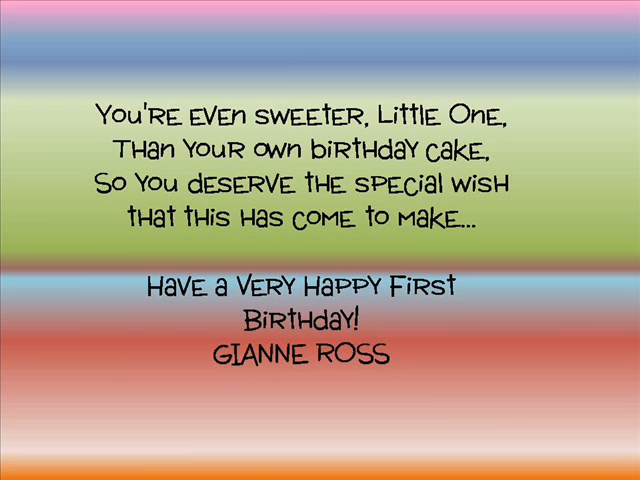 You're even sweeter, Little One,
Than your own birthday cake,
So you deserve the special wish
that this has come to make...
Have a very Happy First
Birthday!
GIANNE ROSS